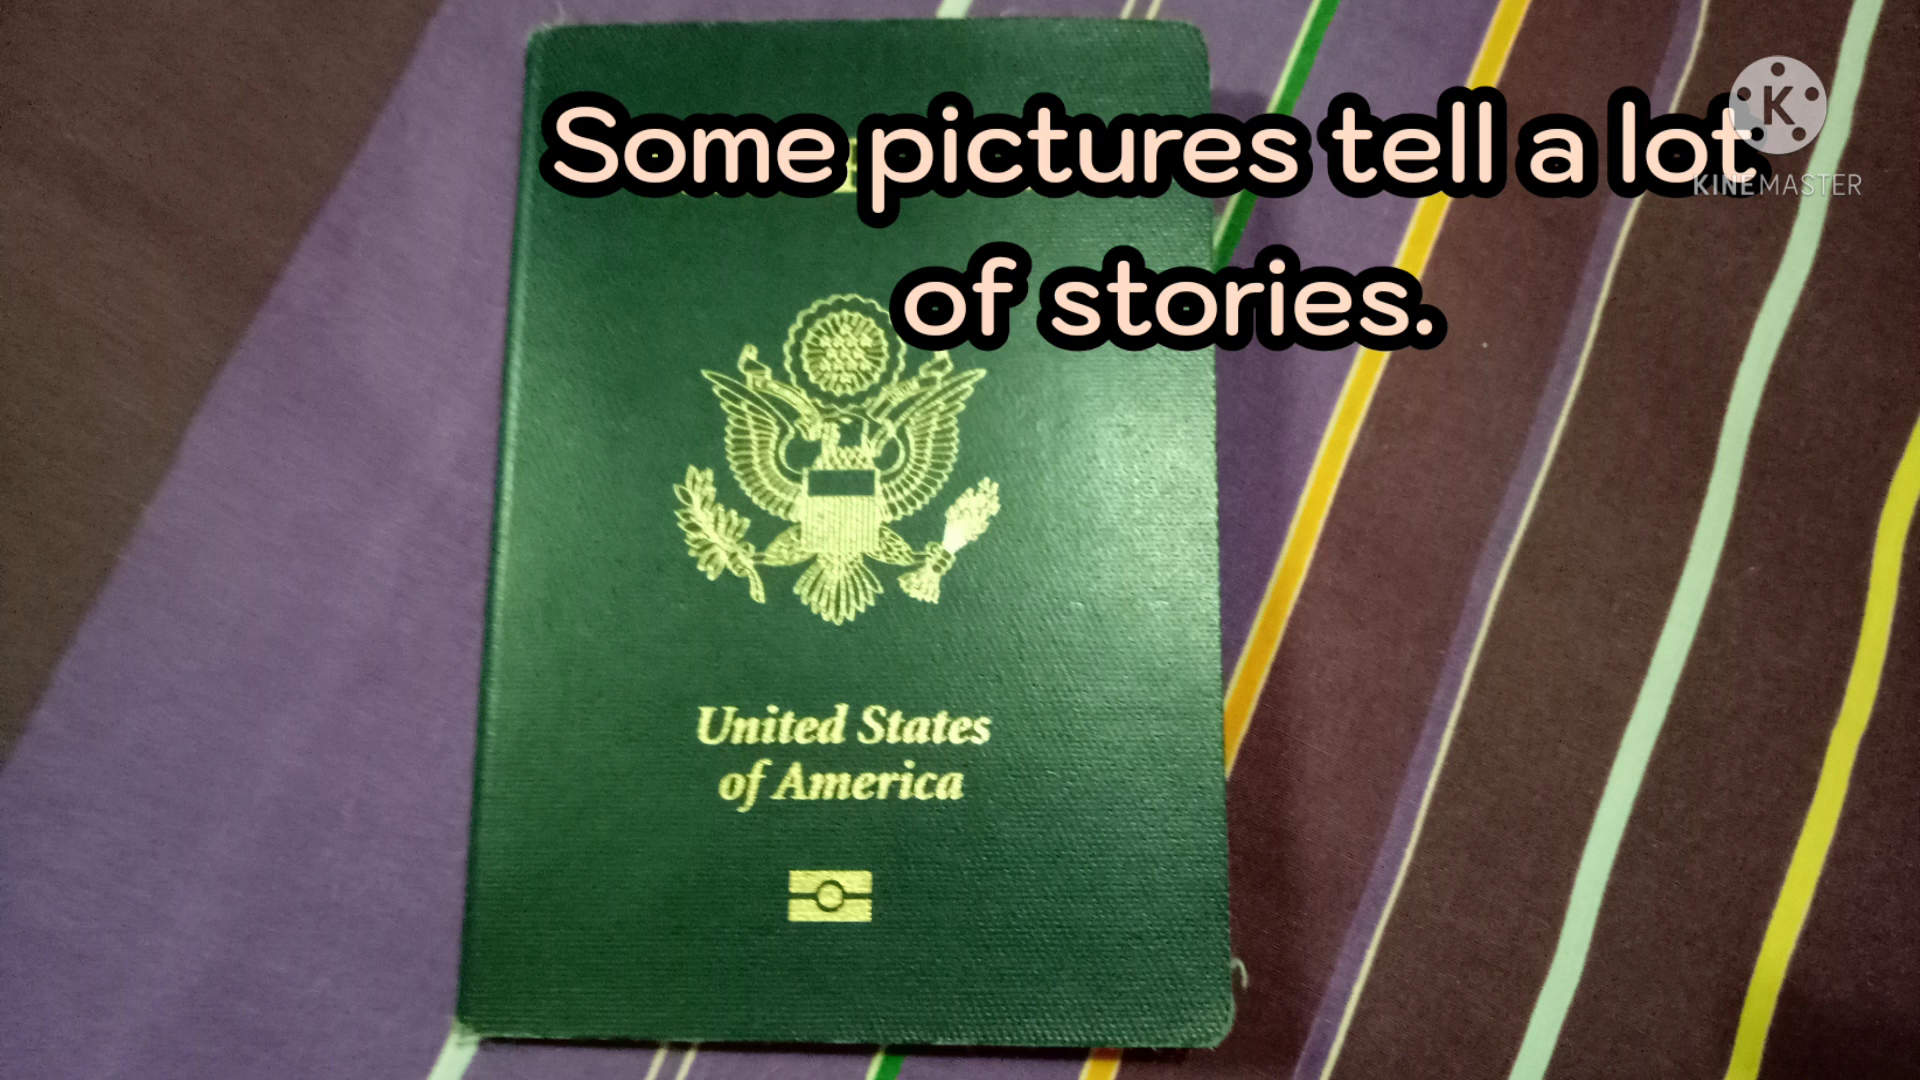 Some pictures tell a lot
of stories.
K
KINEMASTER
United States
of America